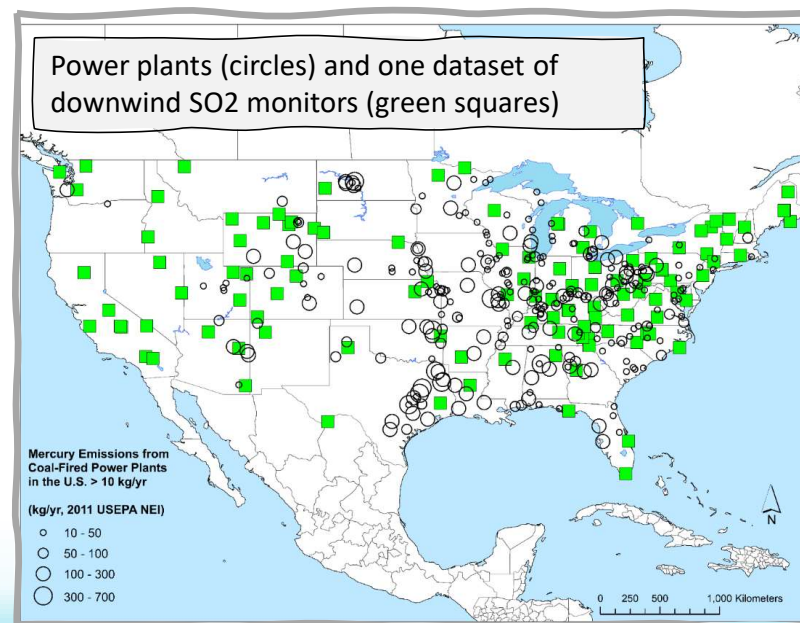 Power plants (circles) and one dataset of
downwind SO2 monitors (green squares)
Mercury Emissions from
Coal-Fired Power Plants
in the U.S. > 10 kg/yr
(kg/yr, 2011 USEPA NEI)
10 - 50
50 - 100
100 - 300
300 - 700
N
0 250 500 1,000 Kilometers